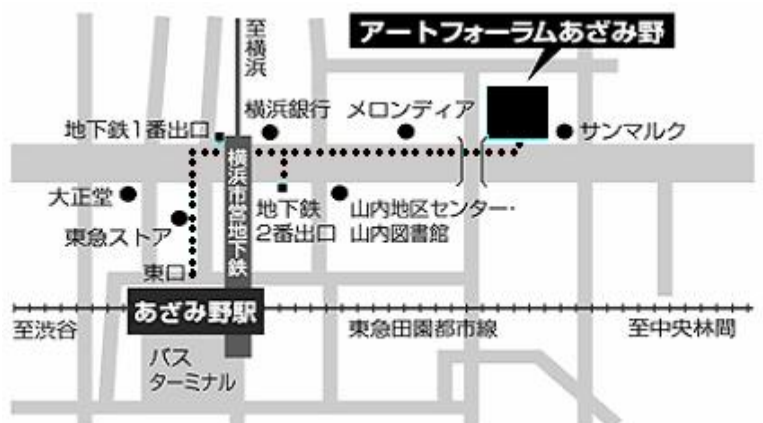 アートフォーラムあざみ野
至横浜
横浜銀行
メロンディア
地下鉄1番出口
サンマルク
横浜市営地下鉄
大正堂
地下鉄
2番出口
山内地区センター・
山内図書館
東急ストア
東口
あざみ野駅
至渋谷
東急田園都市線
至中央林間
バス
ターミナル